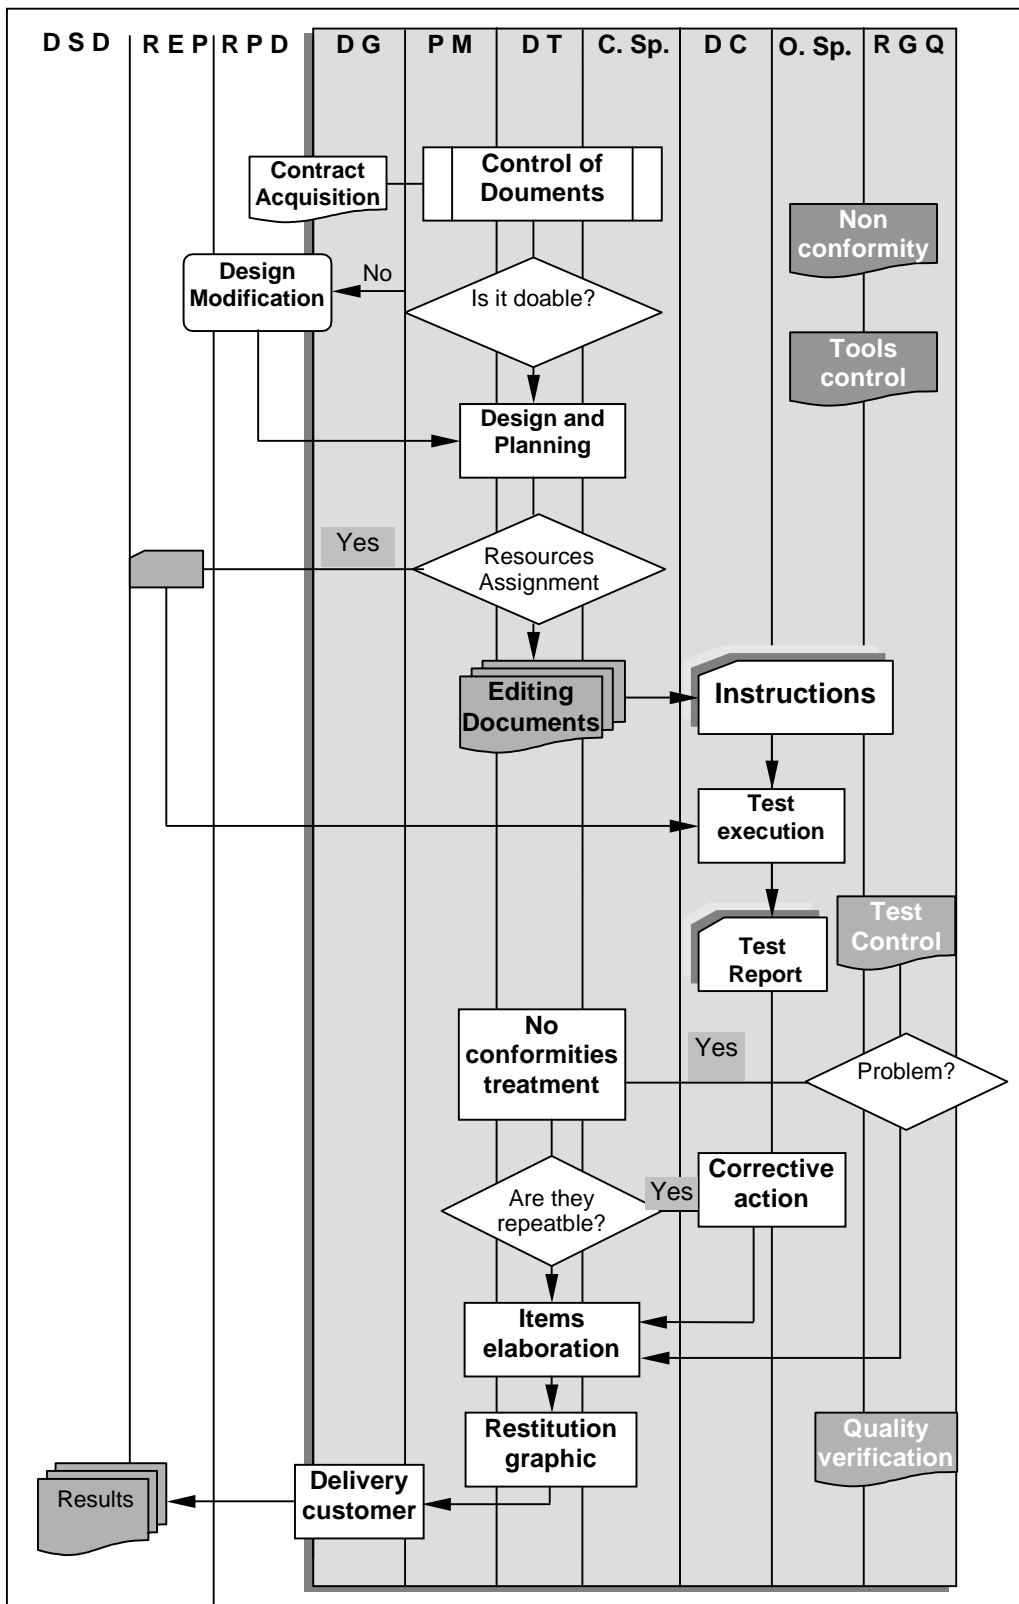 D S D R E P R P D D G P M D T C. Sp. D C O. Sp. R G Q
Contract
Acquisition
Control of
Douments
Non
conformity
Design
Modification
No
Is it doable?
Tools
control
Design and
Planning
Yes
Resources
Assignment
Editing
Documents
Instructions
Test
execution
Test
Control
Test
Report
No
conformities
treatment
Yes
Problem?
Are they
repeatble?
Yes
Corrective
action
Items
elaboration
Restitution
graphic
Quality
verification
Delivery
customer
Results